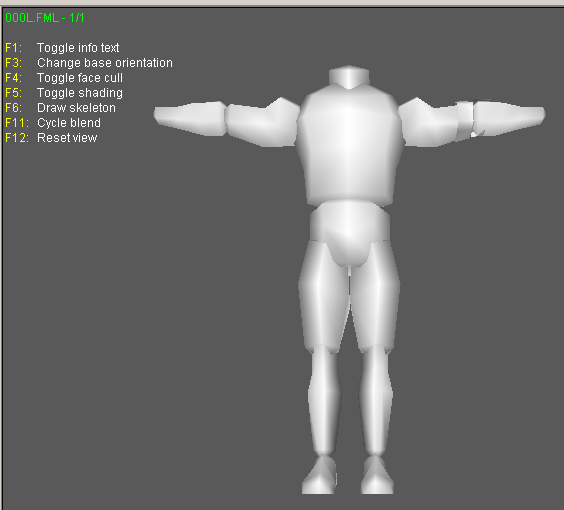 000L.FML - 1/1
F1: Toggle info text
F3: Change base orientation
F4: Toggle face cull
F5: Toggle shading
F6: Draw skeleton
F11: Cycle blend
F12: Reset view